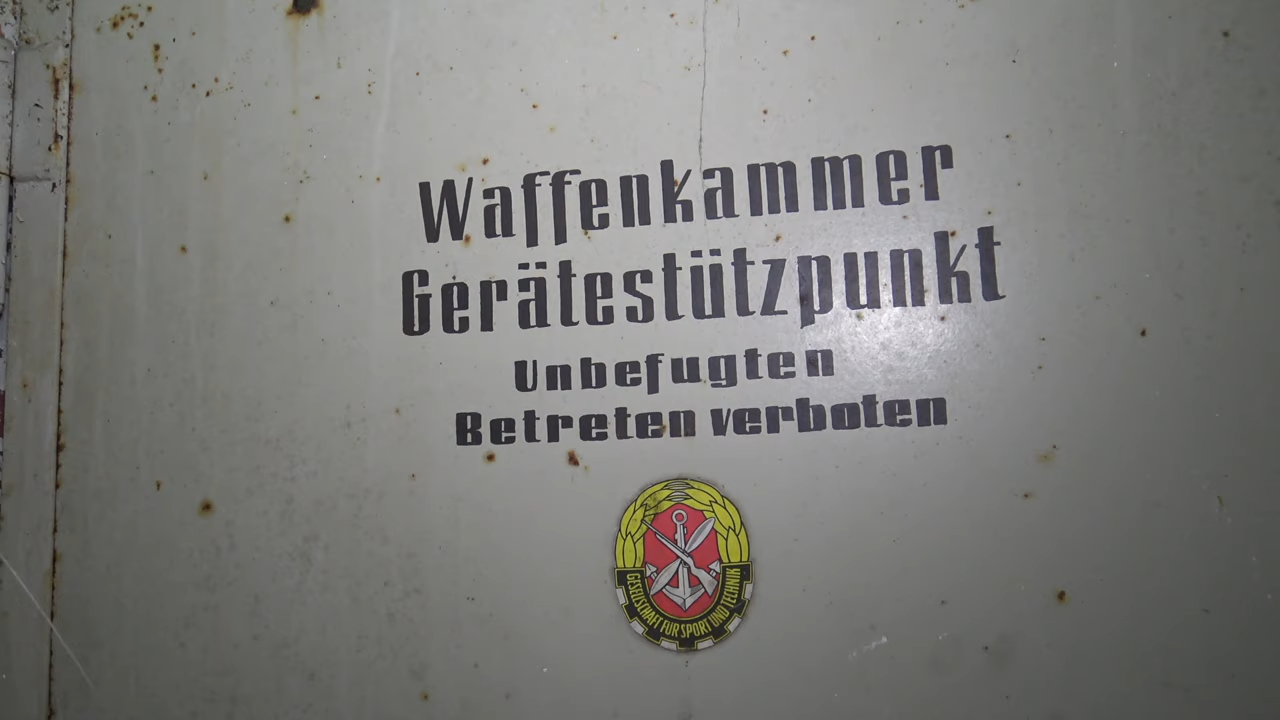 Waffenkammer
Gerätestützpunkt
Unbefugten
Betreten verboten
GESELLSCHAFT FÜR SPORT UND TECHNIK